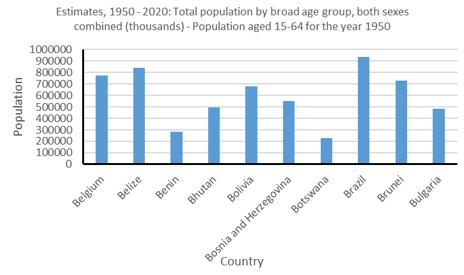 Estimates, 1950 - 2020: Total population by broad age group, both sexes
combined (thousands) - Population aged 15-64 for the year 1950
Population
1000000
900000
800000
700000
600000
500000
400000
300000
200000
100000
0
Belgium
Belize
Benin
Bhutan
Bolivia
Bosnia and Herzegovina
Botswana
Brazil
Brunei
Bulgaria
Country